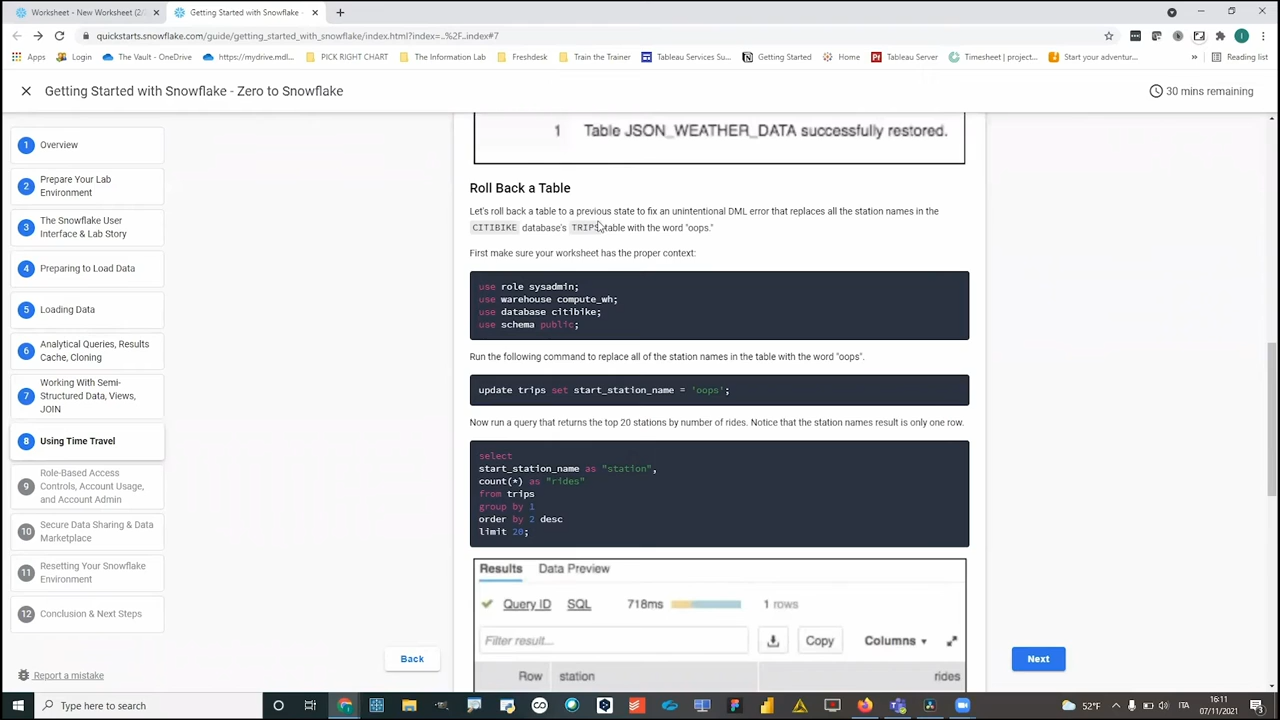 Worksheet - New Worksheet (2/
Getting Started with Snowflake -
quickstarts.snowflake.com/guide/getting_started_with_snowflake/index.html?index=..%2F..index#7
Apps
Login
The Vault - OneDrive
https://mydrive.mdl...
PICK RIGHT CHART
The Information Lab
Freshdesk
Train the Trainer
Tableau Services Su...
Getting Started
Home
Tableau Server
Timesheet | project...
Start your adventur...
Reading list
Getting Started with Snowflake - Zero to Snowflake
30 mins remaining
1 Overview
2 Prepare Your Lab
Environment
3 The Snowflake User
Interface & Lab Story
4 Preparing to Load Data
5 Loading Data
6 Analytical Queries, Results
Cache, Cloning
7 Working With Semi-
Structured Data, Views,
JOIN
8 Using Time Travel
9 Role-Based Access
Controls, Account Usage,
and Account Admin
10 Secure Data Sharing & Data
Marketplace
11 Resetting Your Snowflake
Environment
12 Conclusion & Next Steps
Report a mistake
1 Table JSON_WEATHER_DATA successfully restored.
Roll Back a Table
Let's roll back a table to a previous state to fix an unintentional DML error that replaces all the station names in the
CITIBIKE database's TRIPS table with the word "oops."
First make sure your worksheet has the proper context:
use role sysadmin;
use warehouse compute_wh;
use database citibike;
use schema public;
Run the following command to replace all of the station names in the table with the word "oops".
update trips set start_station_name = 'oops';
Now run a query that returns the top 20 stations by number of rides. Notice that the station names result is only one row.
select
start_station_name as "station",
count(*) as "rides"
from trips
group by 1
order by 2 desc
limit 20;
Results Data Preview
Query ID SQL 718ms 1 rows
Filter result... Copy Columns
Row station rides
Back
Next
Type here to search
52°F
ITA
16:11
07/11/2021